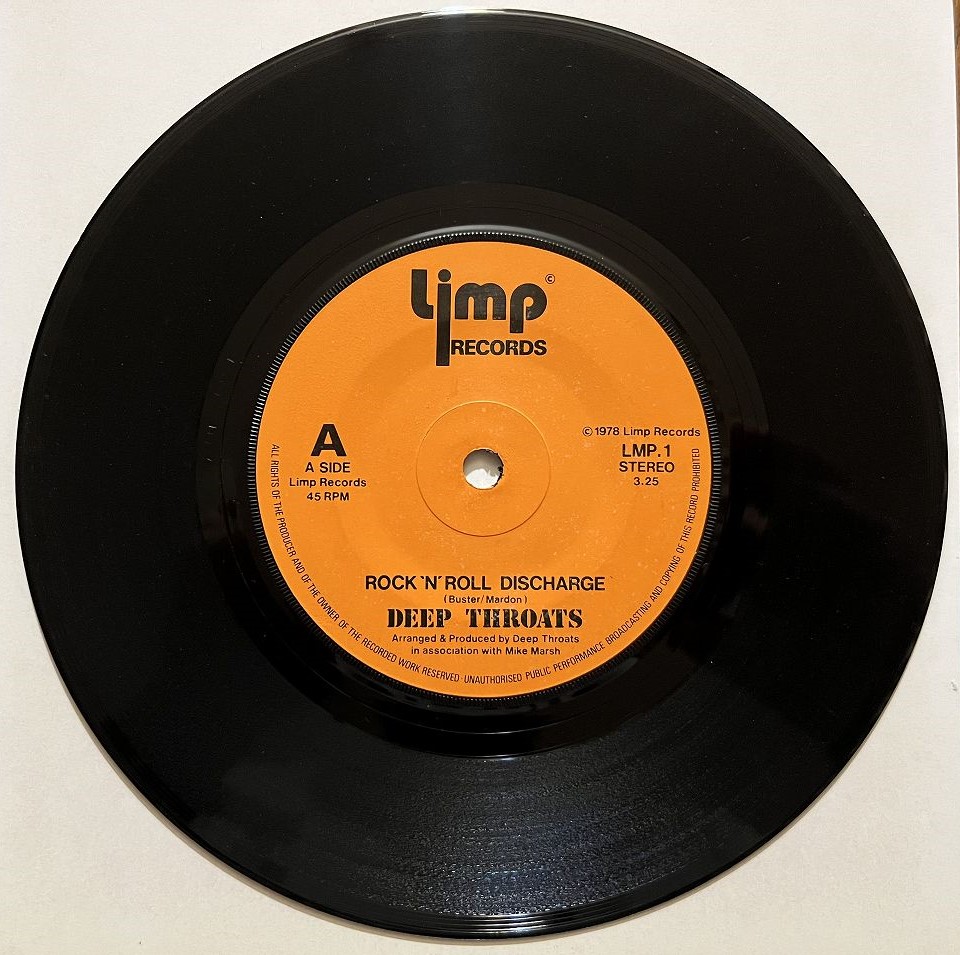 Limp ©
RECORDS
A
A SIDE
Limp Records
45 RPM
©1978 Limp Records
LMP.1
STEREO
3.25
ROCK 'N' ROLL DISCHARGE
(Buster/Mardon)
DEEP THROATS
Arranged & Produced by Deep Throats
in association with Mike Marsh
ALL RIGHTS OF THE PRODUCER AND OF THE OWNER OF THE RECORDED WORK RESERVED · UNAUTHORISED PUBLIC PERFORMANCE BROADCASTING AND COPYING OF THIS RECORD PROHIBITED